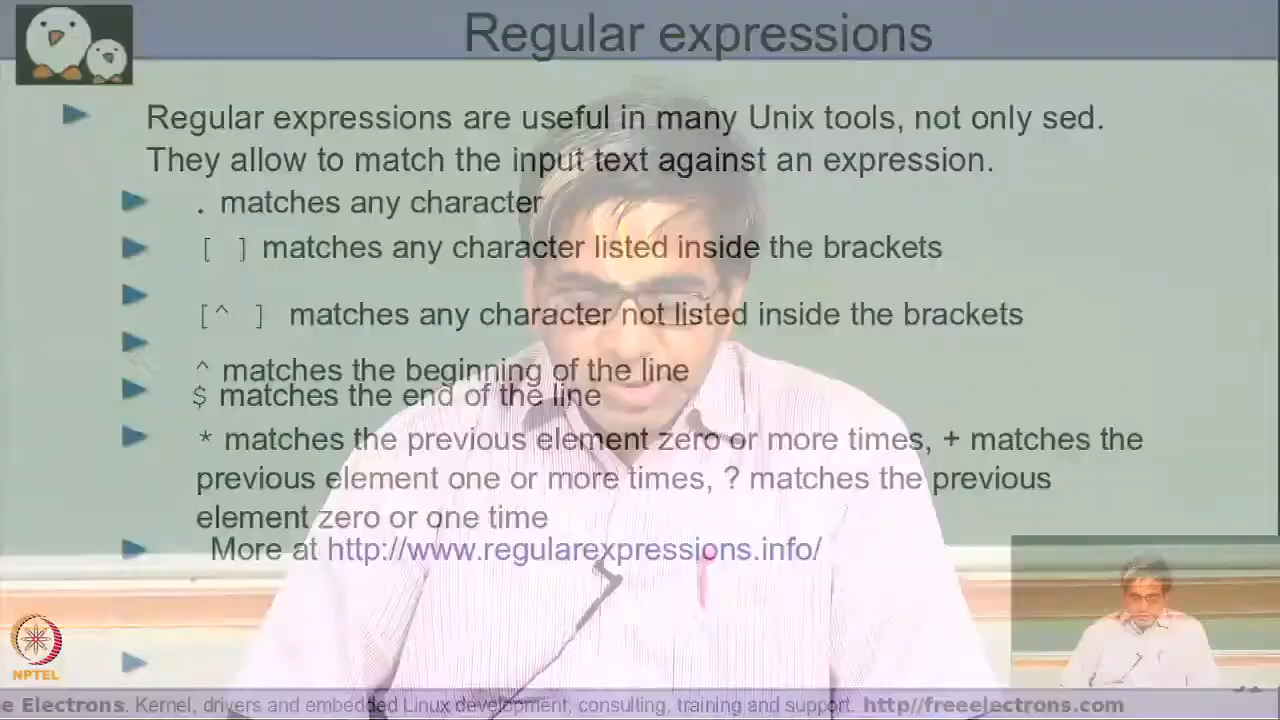 Regular expressions
Regular expressions are useful in many Unix tools, not only sed.
They allow to match the input text against an expression.
. matches any character
[ ] matches any character listed inside the brackets
[^ ] matches any character not listed inside the brackets
^ matches the beginning of the line
$ matches the end of the line
* matches the previous element zero or more times, + matches the
previous element one or more times, ? matches the previous
element zero or one time
More at http://www.regularexpressions.info/
NPTEL
e Electrons. Kernel, drivers and embedded Linux development, consulting, training and support. http//freeelectrons.com